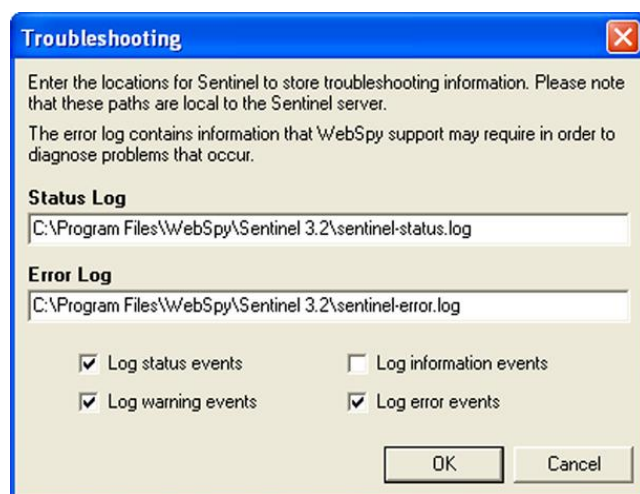 Troubleshooting
Enter the locations for Sentinel to store troubleshooting information. Please note
that these paths are local to the Sentinel server.
The error log contains information that WebSpy support may require in order to
diagnose problems that occur.
Status Log
C:\Program Files\WebSpy\Sentinel 3.2\sentinel-status.log
Error Log
C:\Program Files\WebSpy\Sentinel 3.2\sentinel-error.log
Log status events
Log information events
Log warning events
Log error events
OK
Cancel